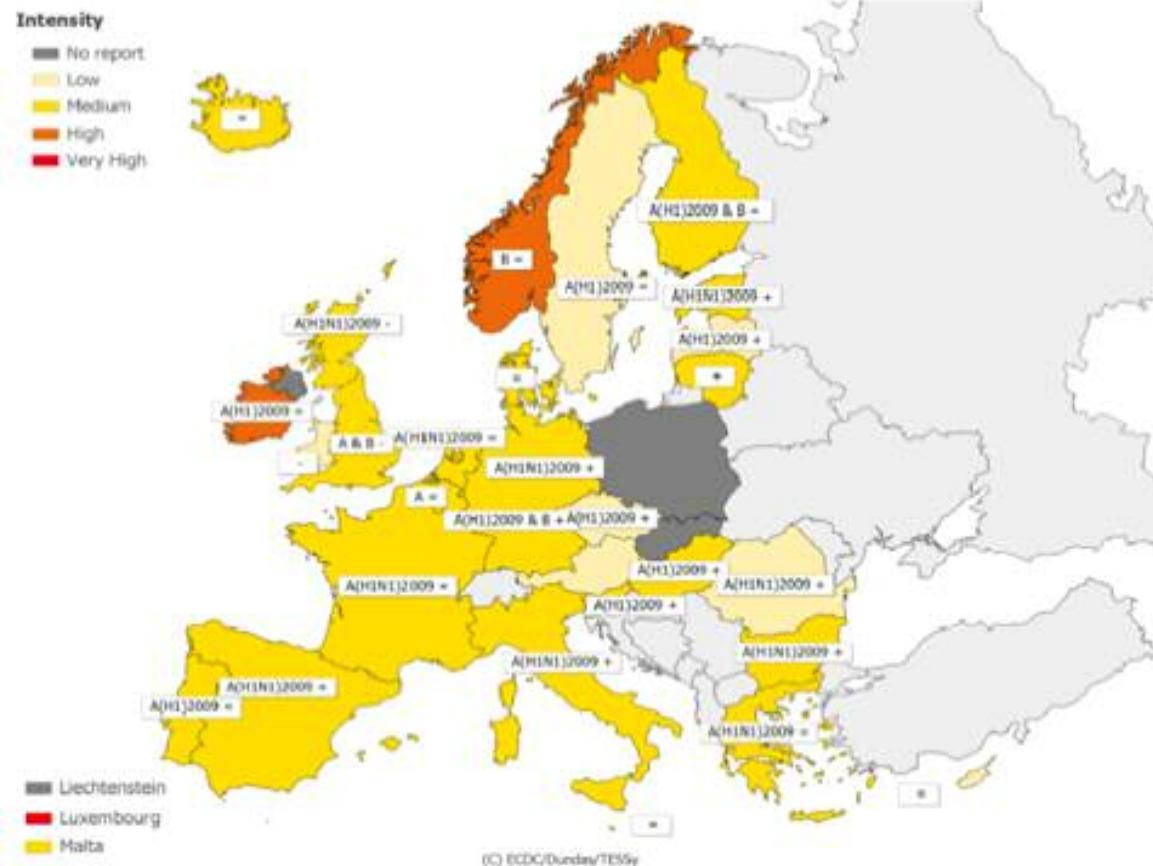 Intensity
No report
Low
Medium
High
Very High
=
A(H1)2009 & B =
B =
A(H1)2009 =
A(H1N1)2009 +
A(H1N1)2009 -
A(H1)2009 +
+
=
A(H1)2009 =
A & B -
A(H1N1)2009 =
-
A(H1N1)2009 +
A =
A(H1)2009 & B +
A(H1)2009 +
A(H1)2009 +
A(H1N1)2009 =
A(H1N1)2009 +
A(H1)2009 +
A(H1N1)2009 +
A(H1N1)2009 +
A(H1N1)2009
A(H1)2009 =
A(H1N1)2009 =
Liechtenstein
=
Luxembourg
=
Malta
(C) ECDC/Dundas/TESSy